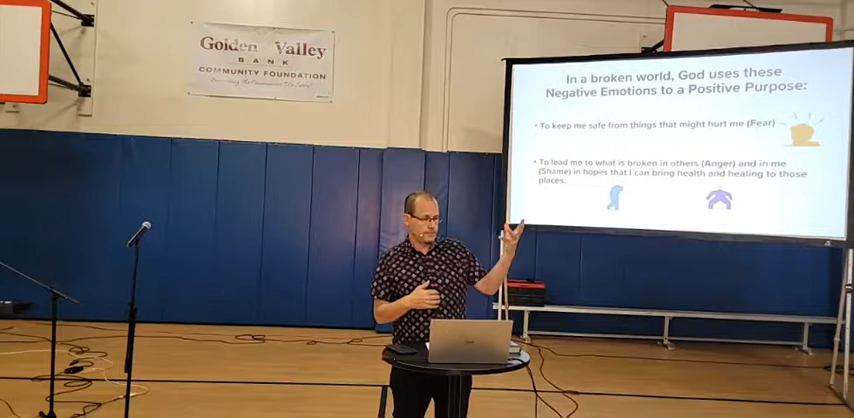 Golden Valley
BANK
COMMUNITY FOUNDATION
In a broken world, God uses these
Negative Emotions to a Positive Purpose:
• To keep me safe from things that might hurt me (Fear)
• To lead me to what is broken in others (Anger) and in me
(Shame) in hopes that I can bring health and healing to those
places.
DELL